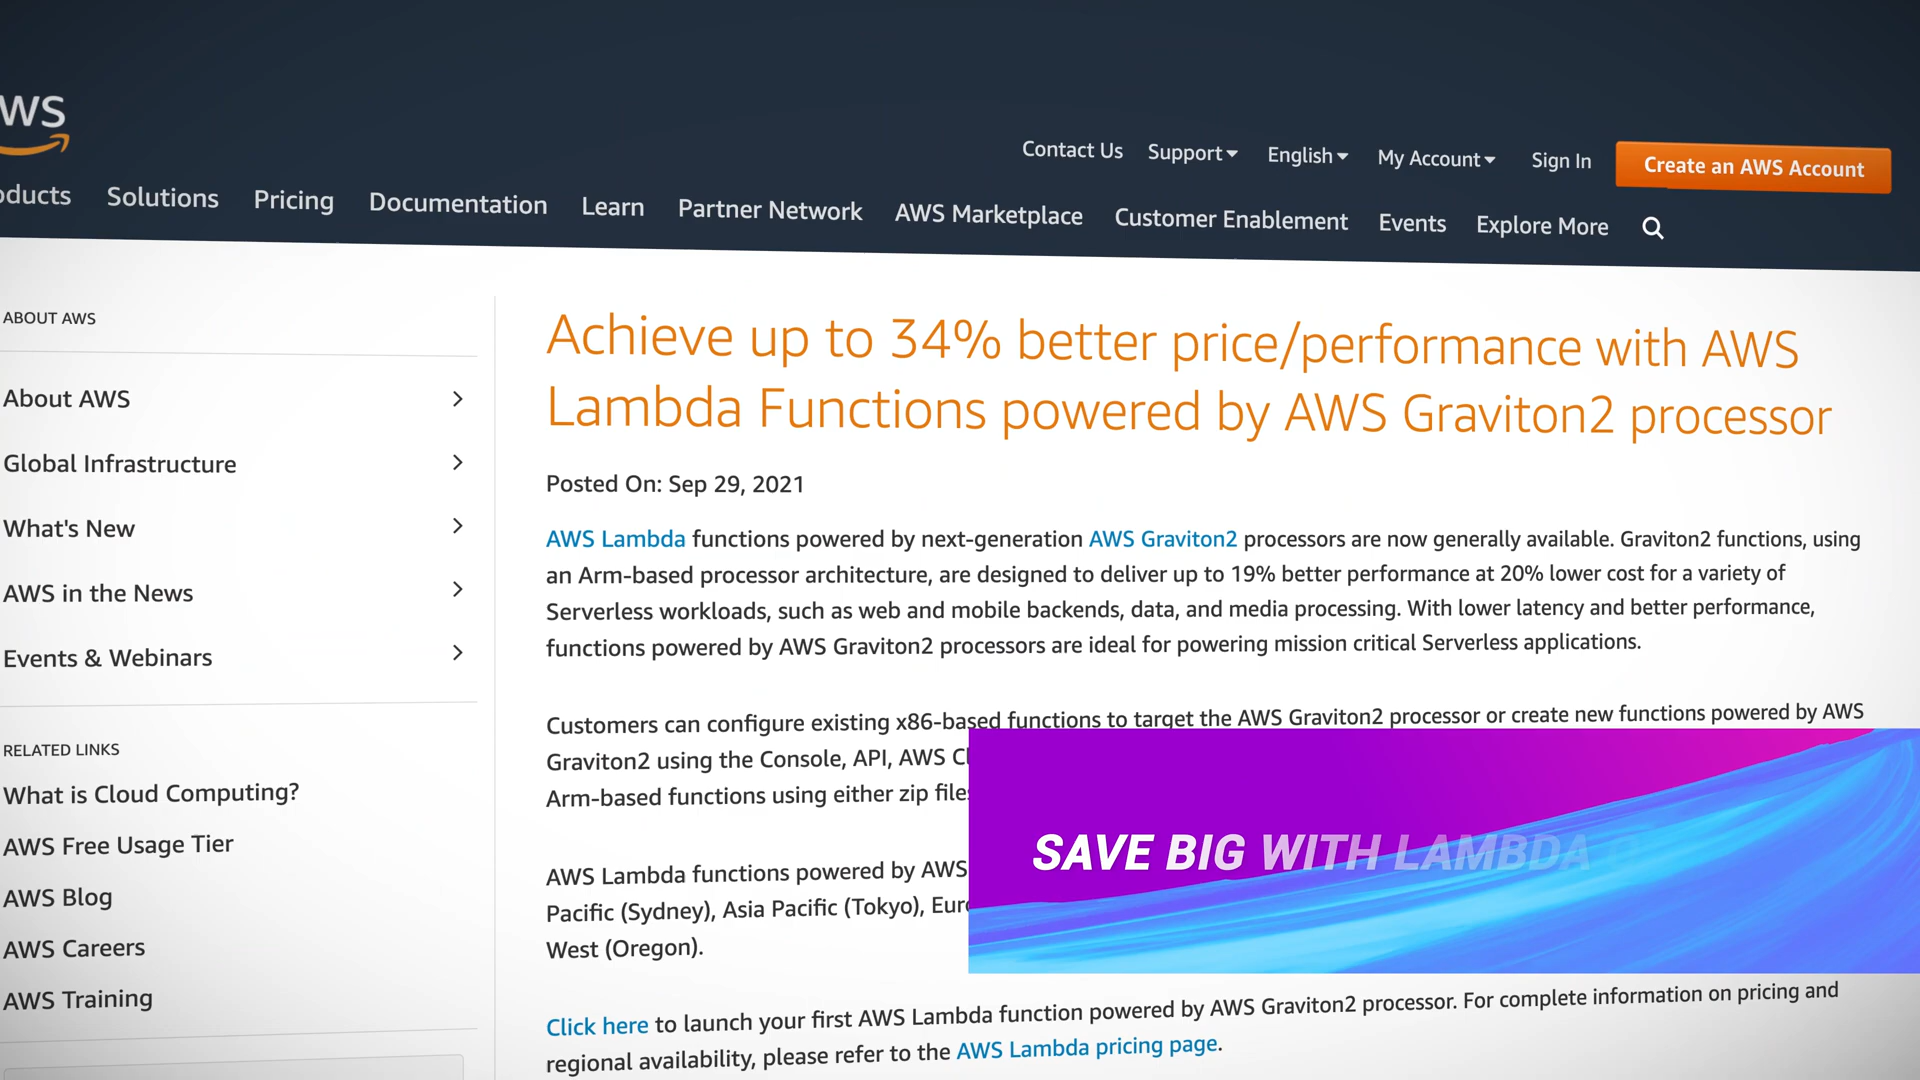 ws
Contact Us Support English My Account Sign In Create an AWS Account
Solutions Pricing Documentation Learn Partner Network AWS Marketplace Customer Enablement Events Explore More
ABOUT AWS
About AWS
Global Infrastructure
What's New
AWS in the News
Events & Webinars
RELATED LINKS
What is Cloud Computing?
AWS Free Usage Tier
AWS Blog
AWS Careers
AWS Training
Achieve up to 34% better price/performance with AWS
Lambda Functions powered by AWS Graviton2 processor
Posted On: Sep 29, 2021
AWS Lambda functions powered by next-generation AWS Graviton2 processors are now generally available. Graviton2 functions, using
an Arm-based processor architecture, are designed to deliver up to 19% better performance at 20% lower cost for a variety of
Serverless workloads, such as web and mobile backends, data, and media processing. With lower latency and better performance,
functions powered by AWS Graviton2 processors are ideal for powering mission critical Serverless applications.
Customers can configure existing x86-based functions to target the AWS Graviton2 processor or create new functions powered by AWS
Graviton2 using the Console, API, AWS
Arm-based functions using either zip
AWS Lambda functions powered by AWS
Pacific (Sydney), Asia Pacific (Tokyo),
West (Oregon).
SAVE BIG WITH LAMBDA
Click here to launch your first AWS Lambda function powered by AWS Graviton2 processor. For complete information on pricing and
regional availability, please refer to the AWS Lambda pricing page.